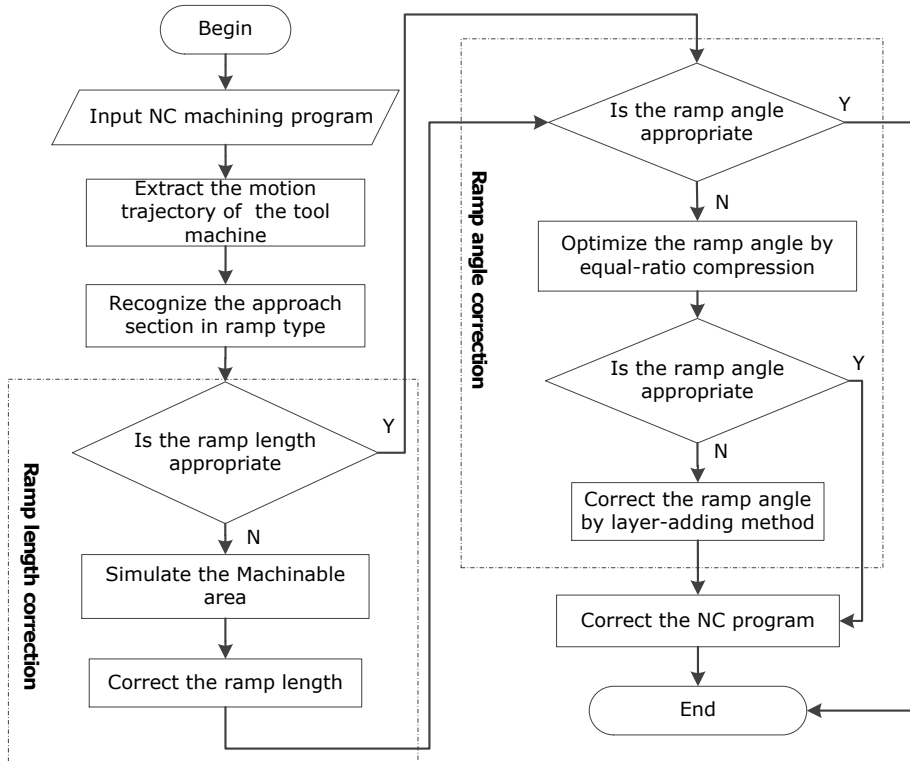 Begin
Input NC machining program
Extract the motion
trajectory of the tool
machine
Recognize the approach
section in ramp type
Ramp length correction
Is the ramp length
appropriate
Y
N
Simulate the Machinable
area
Correct the ramp length
Ramp angle correction
Is the ramp angle
appropriate
Y
N
Optimize the ramp angle by
equal-ratio compression
Is the ramp angle
appropriate
Y
N
Correct the ramp angle
by layer-adding method
Correct the NC program
End